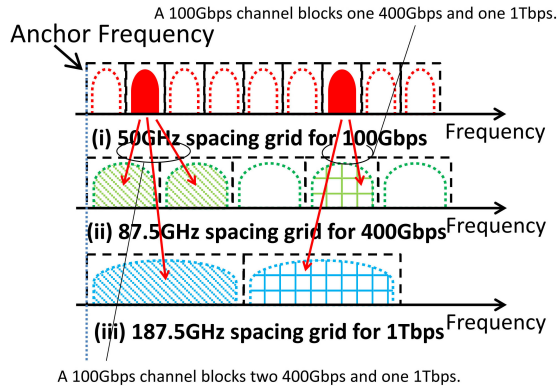 A 100Gbps channel blocks one 400Gbps and one 1Tbps.
Anchor Frequency
Frequency
(i) 50GHz spacing grid for 100Gbps
Frequency
(ii) 87.5GHz spacing grid for 400Gbps
Frequency
(iii) 187.5GHz spacing grid for 1Tbps
A 100Gbps channel blocks two 400Gbps and one 1Tbps.